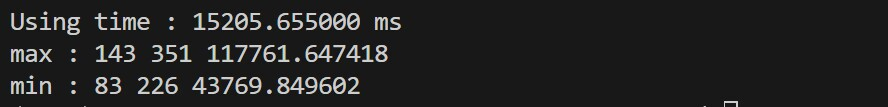 Using time : 15205.655000 ms
max : 143 351 117761.647418
min : 83 226 43769.849602